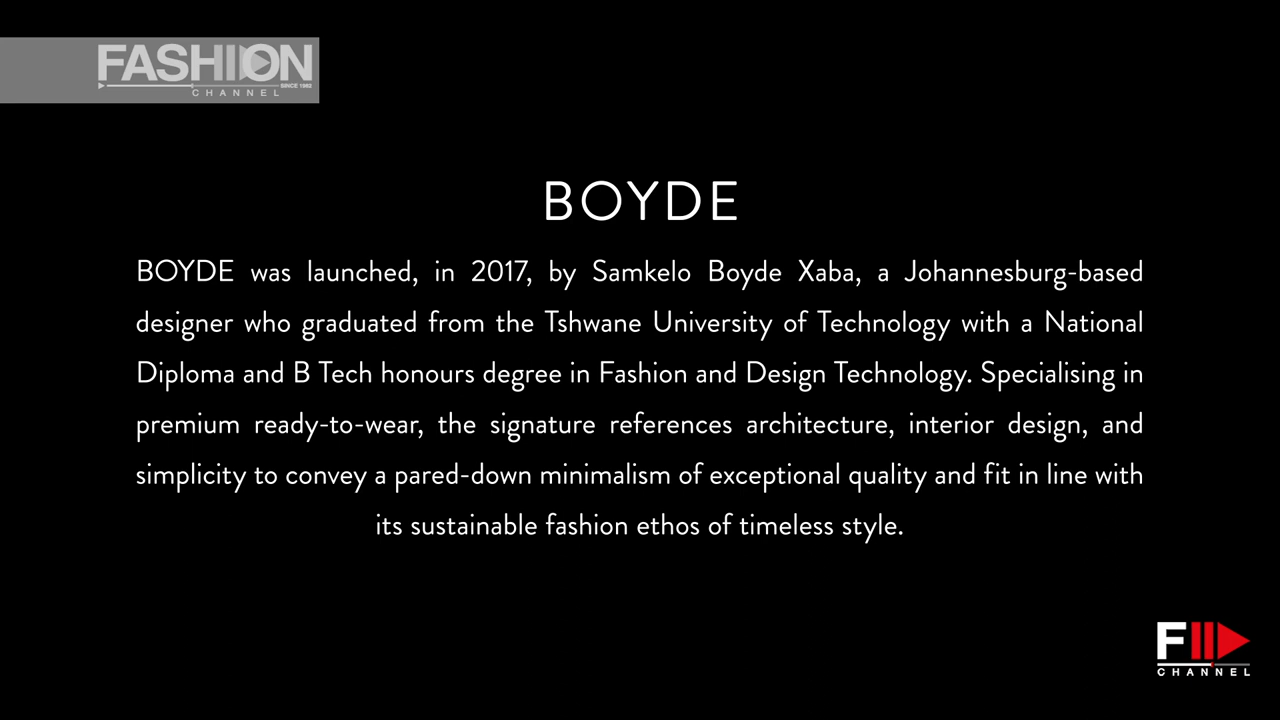 FASHION
CHANNEL
SINCE 1982
BOYDE
BOYDE was launched, in 2017, by Samkelo Boyde Xaba, a Johannesburg-based
designer who graduated from the Tshwane University of Technology with a National
Diploma and B Tech honours degree in Fashion and Design Technology. Specialising in
premium ready-to-wear, the signature references architecture, interior design, and
simplicity to convey a pared-down minimalism of exceptional quality and fit in line with
its sustainable fashion ethos of timeless style.
F
CHANNEL